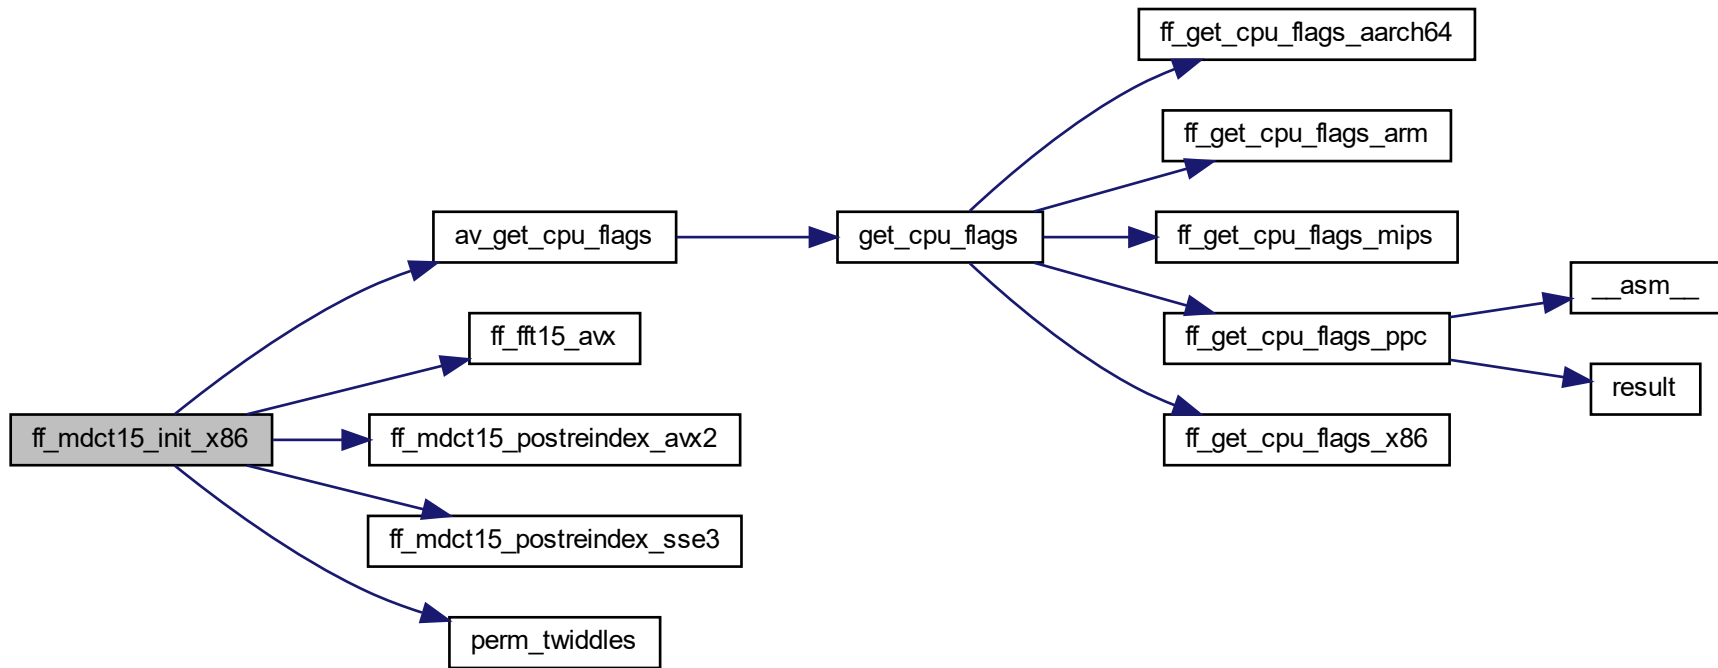 ff_get_cpu_flags_aarch64
ff_get_cpu_flags_arm
av_get_cpu_flags
get_cpu_flags
ff_get_cpu_flags_mips
__asm__
ff_fft15_avx
ff_get_cpu_flags_ppc
result
ff_mdct15_init_x86
ff_mdct15_postreindex_avx2
ff_get_cpu_flags_x86
ff_mdct15_postreindex_sse3
perm_twiddles